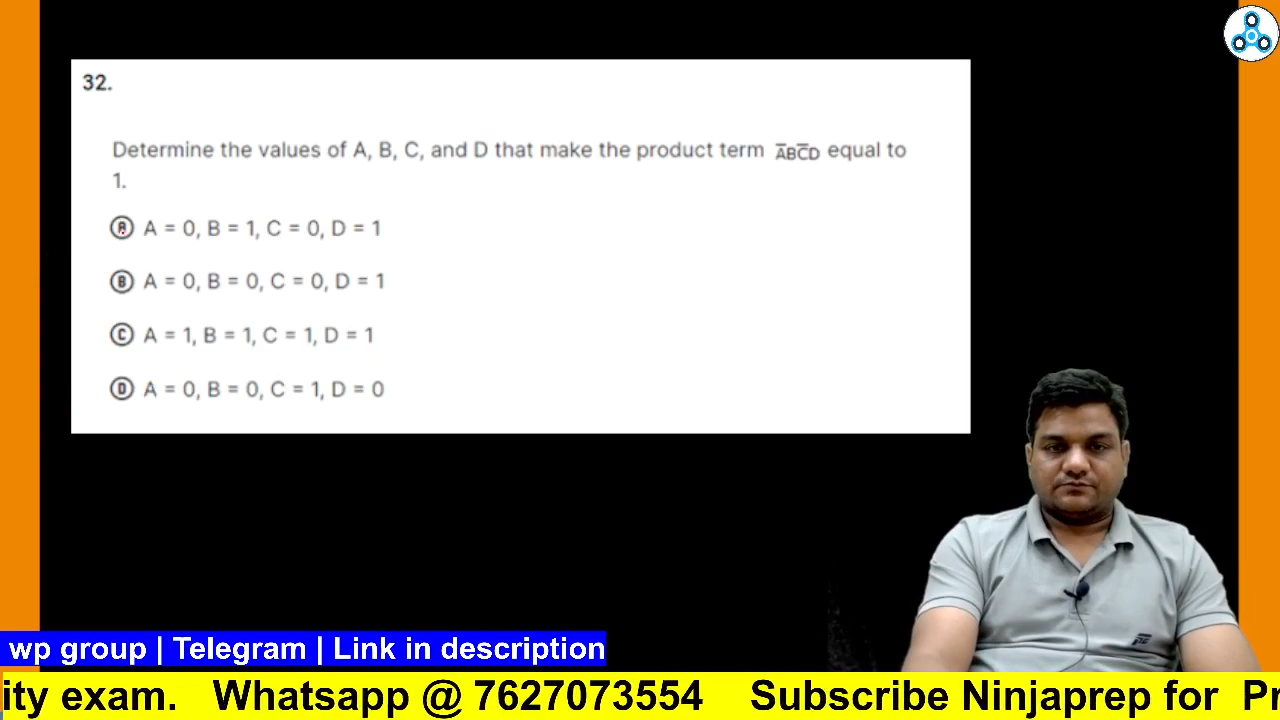 32.
Determine the values of A, B, C, and D that make the product term A̅BC̅D equal to
1.
Ⓐ A = 0, B = 1, C = 0, D = 1
Ⓑ A = 0, B = 0, C = 0, D = 1
Ⓒ A = 1, B = 1, C = 1, D = 1
Ⓓ A = 0, B = 0, C = 1, D = 0
wp group | Telegram | Link in description
ity exam. Whatsapp @ 7627073554 Subscribe Ninjaprep for Pr